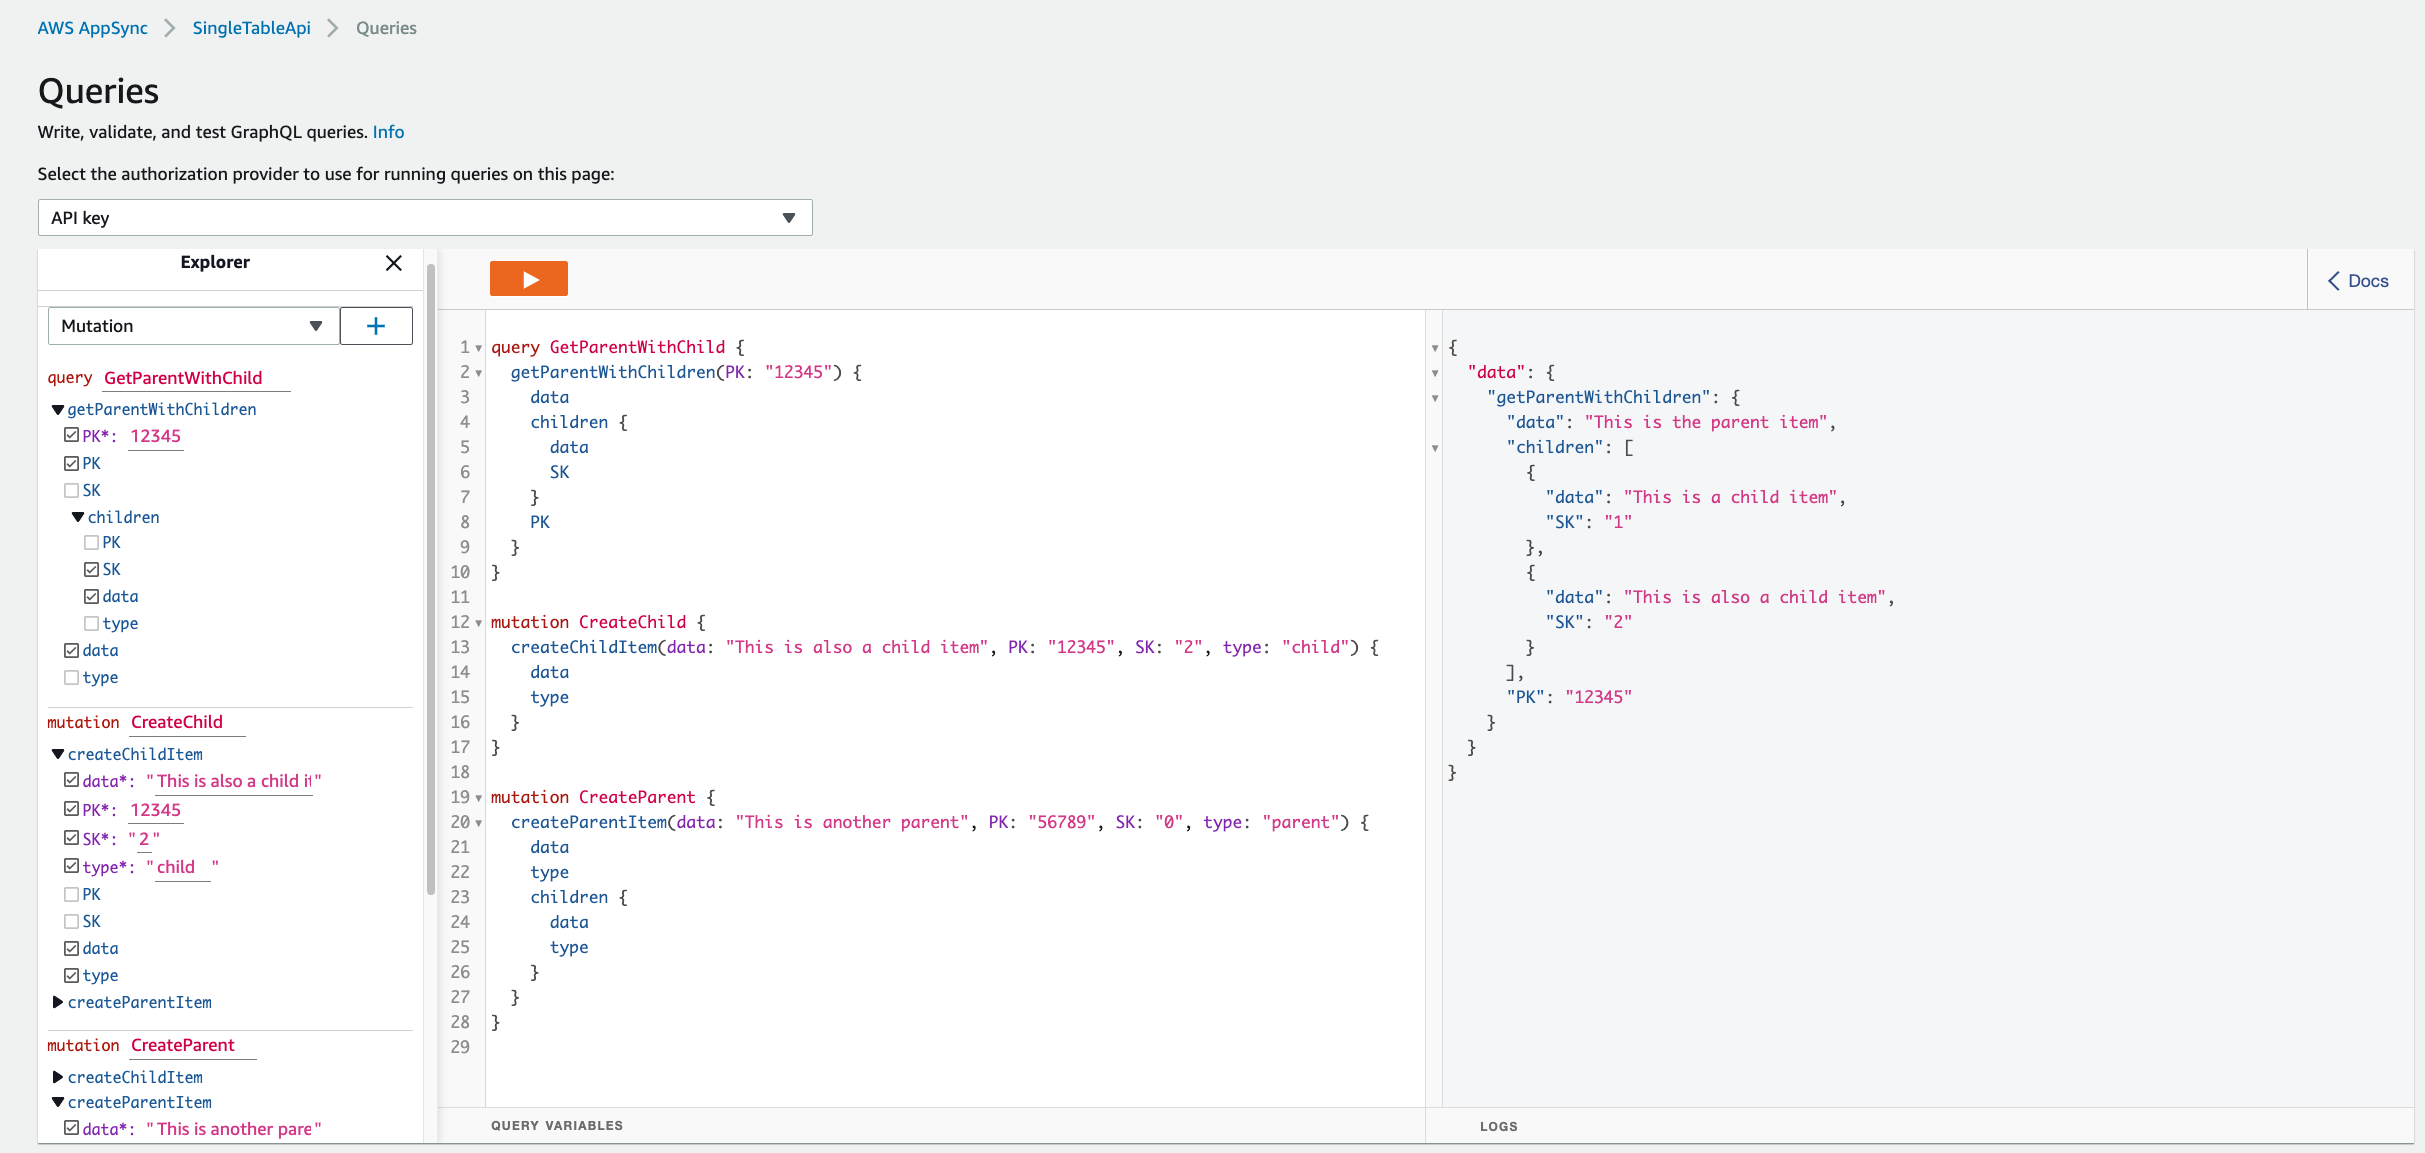 AWS AppSync > SingleTableApi > Queries
Queries
Write, validate, and test GraphQL queries. Info
Select the authorization provider to use for running queries on this page:
API key
Explorer
Mutation
+
query GetParentWithChild
getParentWithChildren
PK*: 12345
PK
SK
children
PK
SK
data
type
data
type
mutation CreateChild
createChildItem
data*: "This is also a child it"
PK*: 12345
SK*: "2"
type*: "child"
PK
SK
data
type
createParentItem
mutation CreateParent
createChildItem
createParentItem
data*: "This is another pare"
Docs
1 query GetParentWithChild {
2 getParentWithChildren(PK: "12345") {
3 data
4 children {
5 data
6 SK
7 }
8 PK
9 }
10 }
11
12 mutation CreateChild {
13 createChildItem(data: "This is also a child item", PK: "12345", SK: "2", type: "child") {
14 data
15 type
16 }
17 }
18
19 mutation CreateParent {
20 createParentItem(data: "This is another parent", PK: "56789", SK: "0", type: "parent") {
21 data
22 type
23 children {
24 data
25 type
26 }
27 }
28 }
29
QUERY VARIABLES
{
"data": {
"getParentWithChildren": {
"data": "This is the parent item",
"children": [
{
"data": "This is a child item",
"SK": "1"
},
{
"data": "This is also a child item",
"SK": "2"
}
],
"PK": "12345"
}
}
}
LOGS